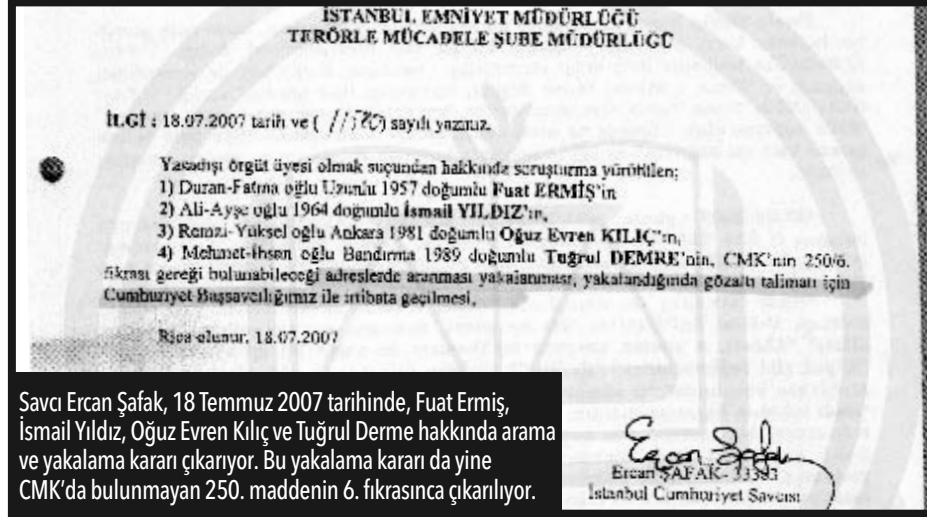 İSTANBUL EMNİYET MÜDÜRLÜĞÜ
TERÖRLE MÜCADELE ŞUBE MÜDÜRLÜĞÜ
İLGİ : 18.07.2007 tarih ve ( ) sayılı yazınız.
Yasadışı örgüt üyesi olmak suçundan hakkında soruşturma yürütülen;
1) Duran-Fatma oğlu Uzunlu 1957 doğumlu Fuat ERMİŞ'in
2) Ali-Ayşe oğlu 1964 doğumlu İsmail YILDIZ'ın,
3) Remzi-Yüksel oğlu Ankara 1981 doğumlu Oğuz Evren KILIÇ'ın,
4) Mehmet-İhsan oğlu Bandırma 1989 doğumlu Tuğrul DEMRE'nin, CMK'nın 250/6.
fıkrası gereği bulunabileceği adreslerde aranması yakalanması, yakalandığında gözaltı talimatı için
Cumhuriyet Başsavcılığımız ile irtibata geçilmesi,
Rica olunur, 18.07.2007
Savcı Ercan Şafak, 18 Temmuz 2007 tarihinde, Fuat Ermiş,
İsmail Yıldız, Oğuz Evren Kılıç ve Tuğrul Derme hakkında arama
ve yakalama kararı çıkarıyor. Bu yakalama kararı da yine
CMK'da bulunmayan 250. maddenin 6. fıkrasınca çıkarılıyor.
Ercan Şafak
Ercan ŞAFAK- 33383
İstanbul Cumhuriyet Savcısı